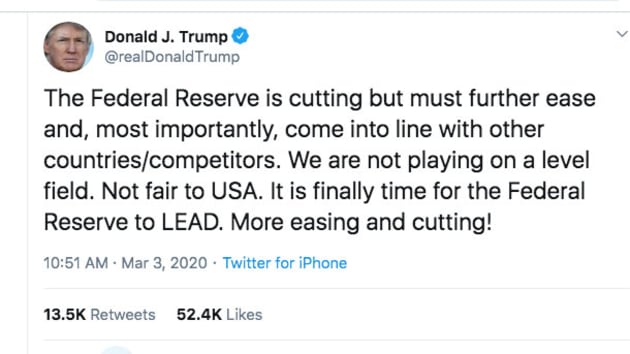 Donald J. Trump
@realDonaldTrump
The Federal Reserve is cutting but must further ease
and, most importantly, come into line with other
countries/competitors. We are not playing on a level
field. Not fair to USA. It is finally time for the Federal
Reserve to LEAD. More easing and cutting!
10:51 AM · Mar 3, 2020 · Twitter for iPhone
13.5K Retweets 52.4K Likes